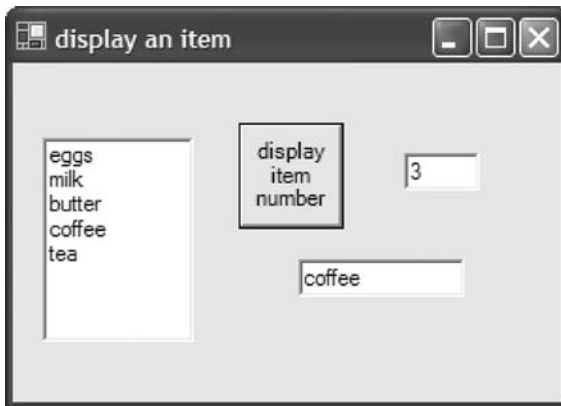 display an item
eggs
milk
butter
coffee
tea
display
item
number
3
coffee